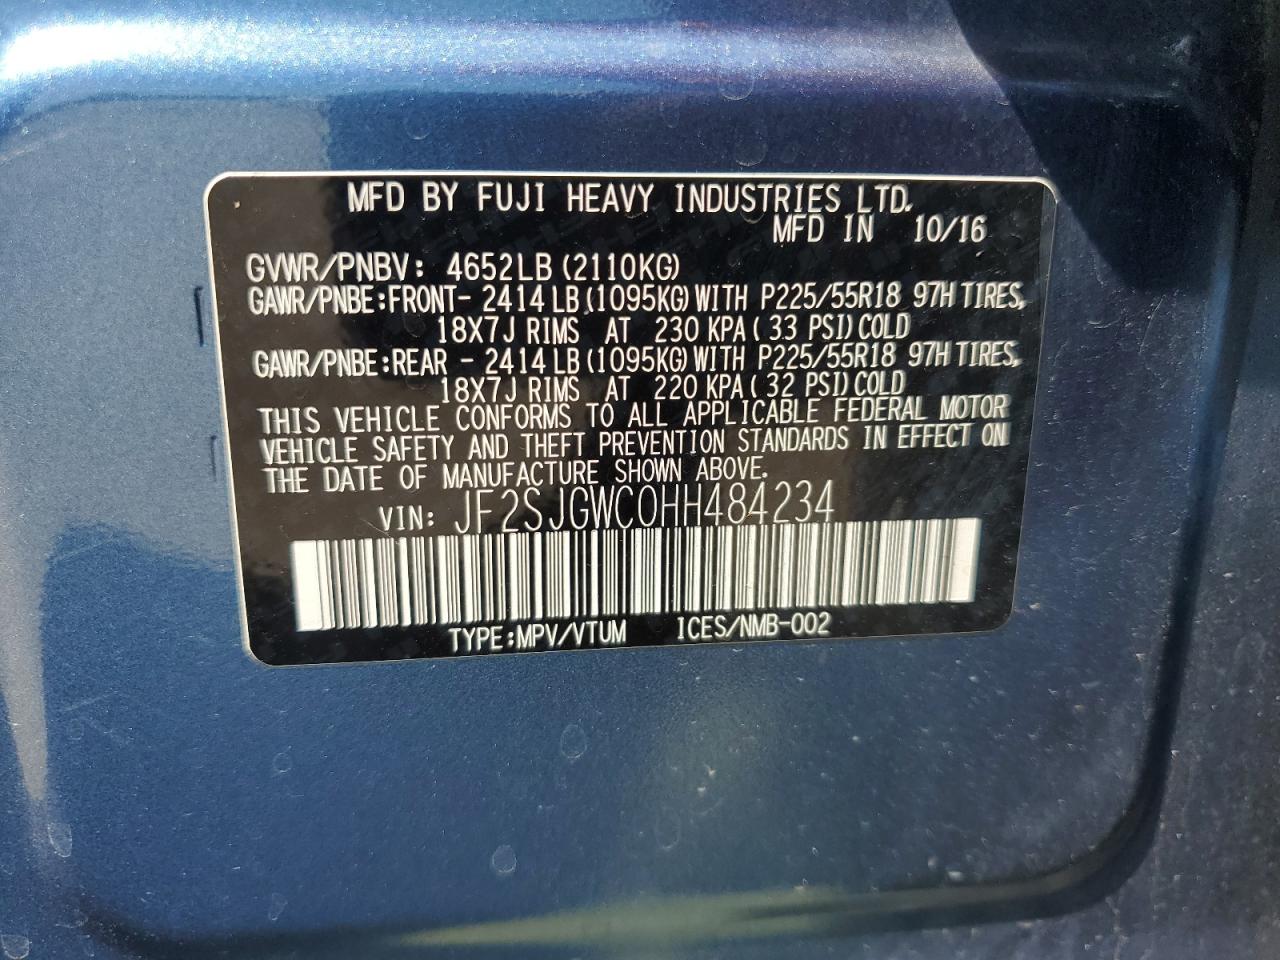 MFD BY FUJI HEAVY INDUSTRIES LTD.
MFD IN 10/16
GVWR/PNBV: 4652LB (2110KG)
GAWR/PNBE:FRONT- 2414LB (1095KG) WITH P225/55R18 97H TIRES,
18X7J RIMS AT 230 KPA ( 33 PSI) COLD
GAWR/PNBE:REAR - 2414LB (1095KG) WITH P225/55R18 97H TIRES,
18X7J RIMS AT 220 KPA ( 32 PSI) COLD
THIS VEHICLE CONFORMS TO ALL APPLICABLE FEDERAL MOTOR
VEHICLE SAFETY AND THEFT PREVENTION STANDARDS IN EFFECT ON
THE DATE OF MANUFACTURE SHOWN ABOVE.
VIN: JF2SJGWC0HH484234
TYPE:MPV/VTUM ICES/NMB-002